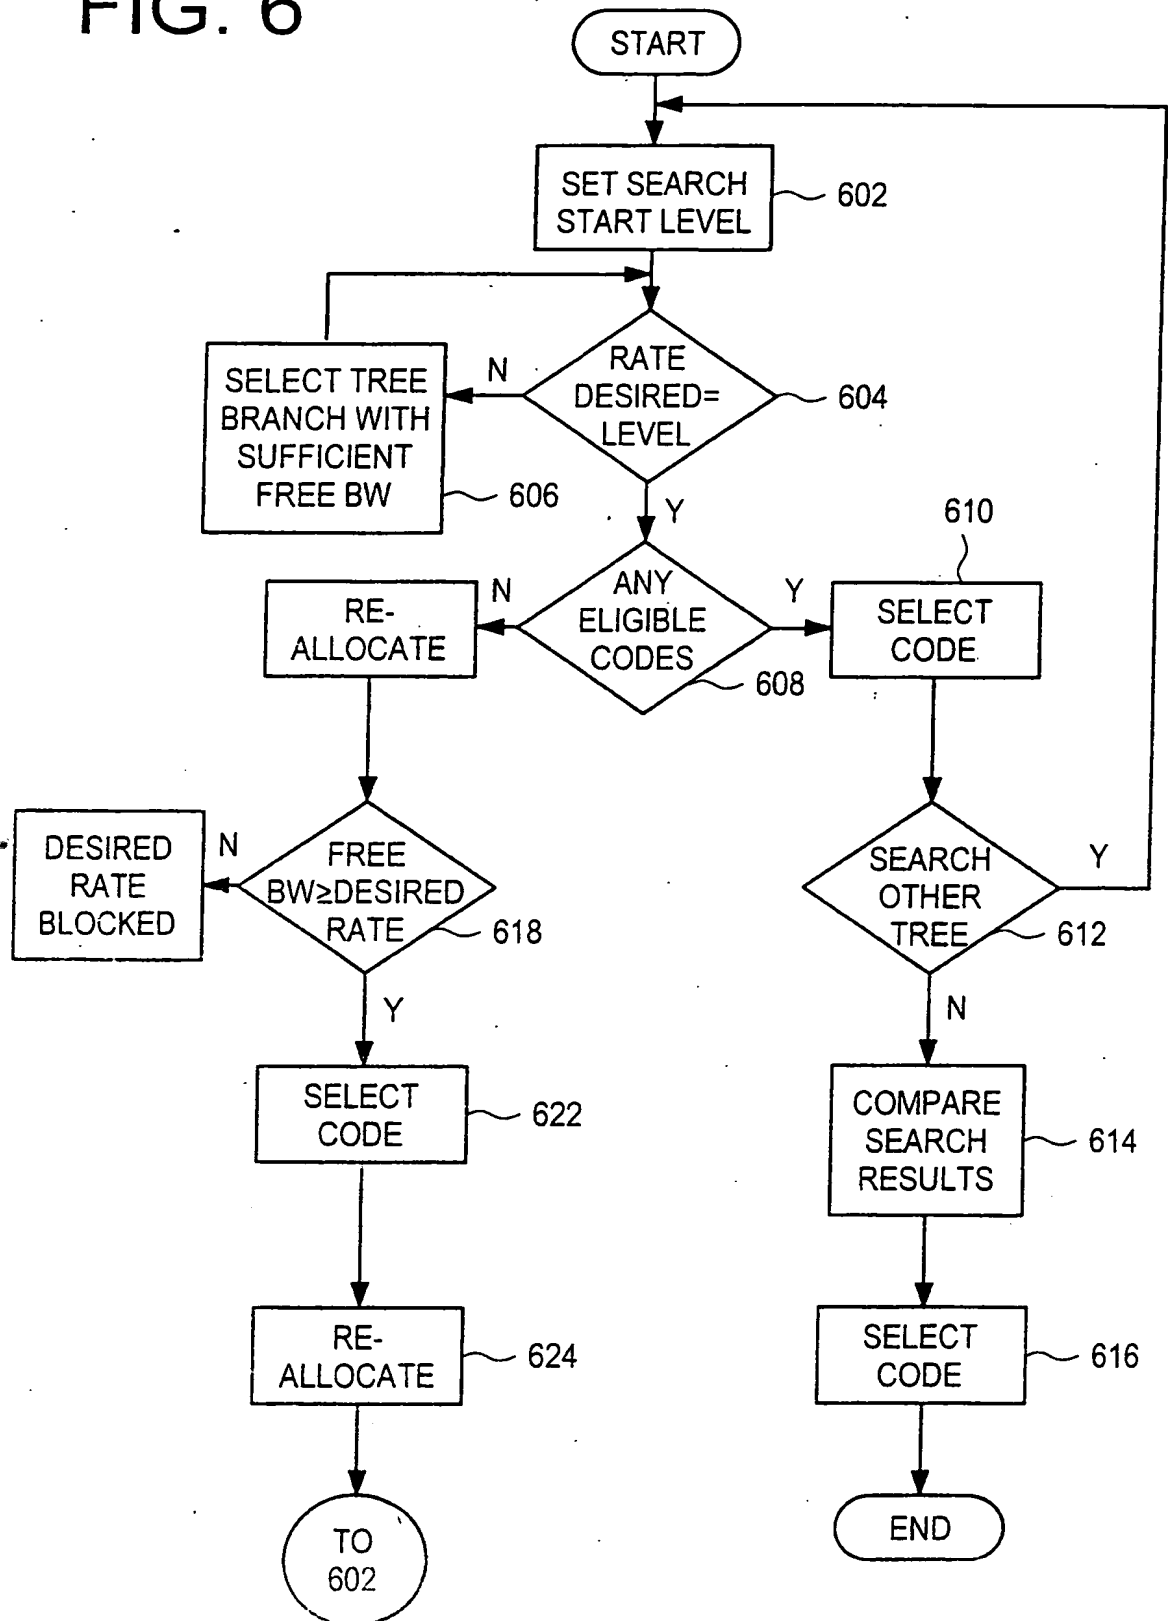 FIG. 6
START
SET SEARCH
START LEVEL
602
RATE
DESIRED=
LEVEL
604
N
SELECT TREE
BRANCH WITH
SUFFICIENT
FREE BW
606
Y
610
ANY
ELIGIBLE
CODES
608
N
Y
RE-
ALLOCATE
SELECT
CODE
DESIRED
RATE
BLOCKED
N
FREE
BW≥DESIRED
RATE
618
SEARCH
OTHER
TREE
612
Y
Y
N
SELECT
CODE
622
COMPARE
SEARCH
RESULTS
614
RE-
ALLOCATE
624
SELECT
CODE
616
TO
602
END